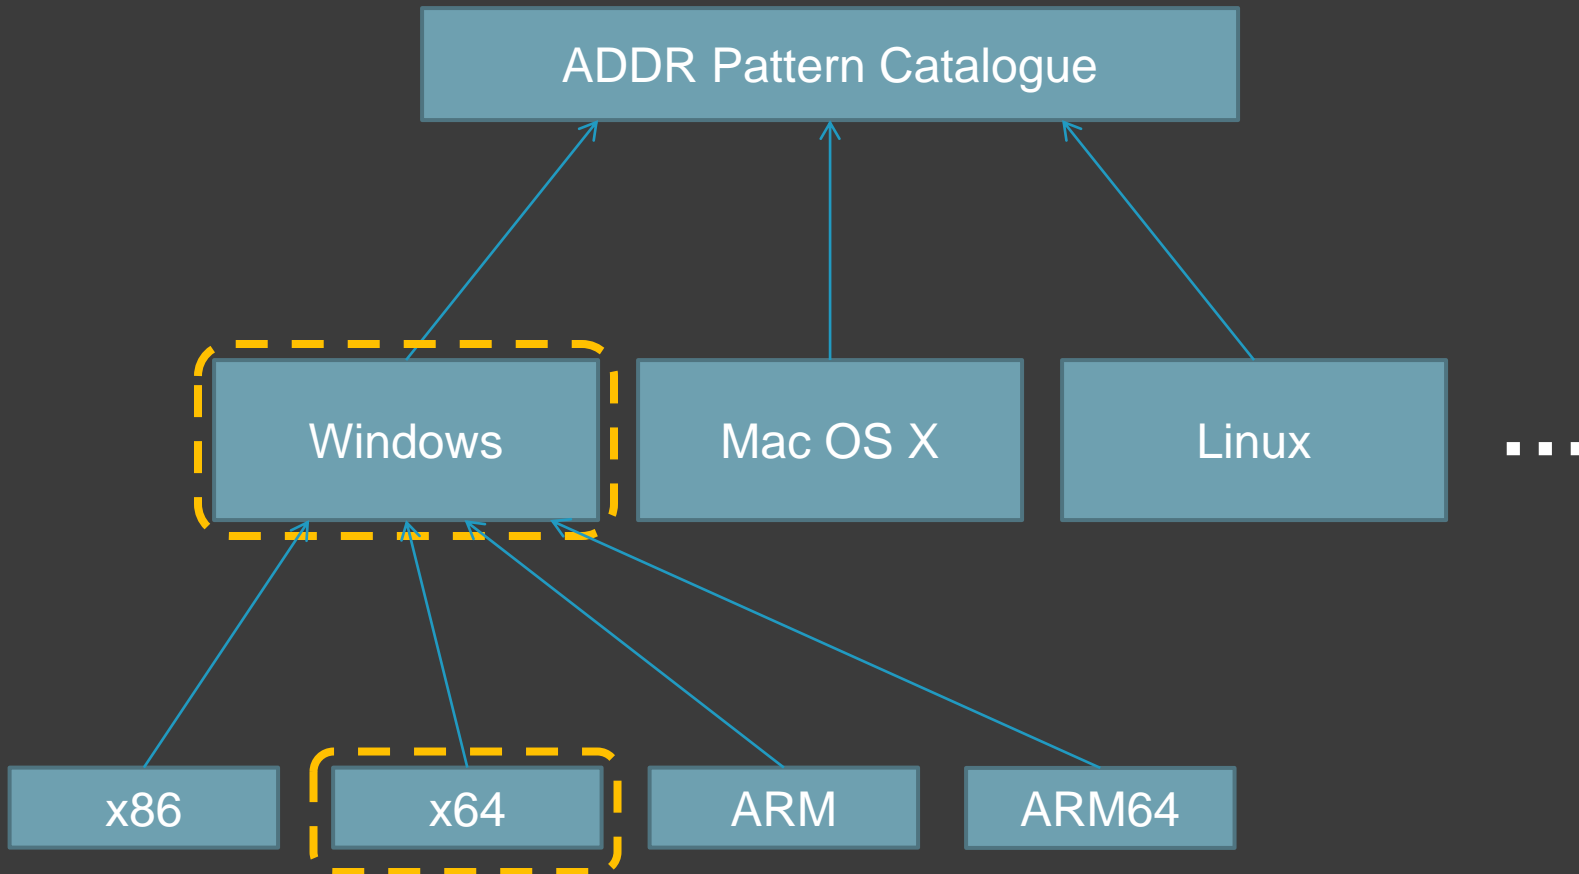 ADDR Pattern Catalogue
Windows
Mac OS X
Linux
...
x86
x64
ARM
ARM64